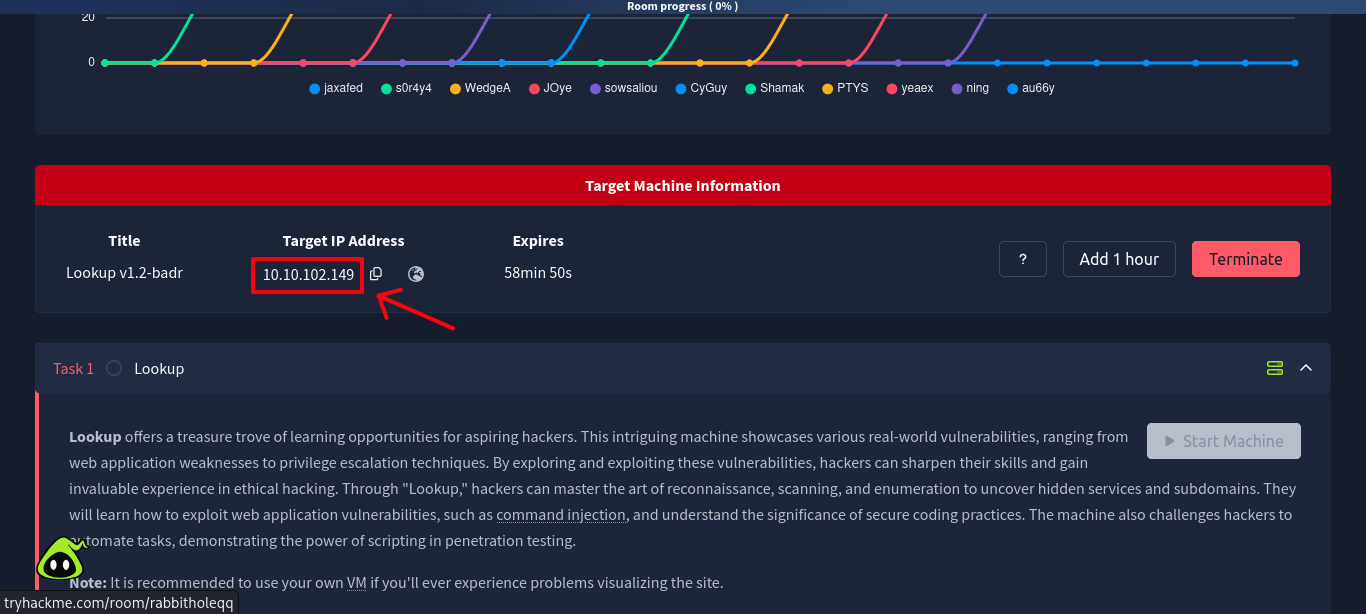 Room progress ( 0% )
20
0
jaxafed s0r4y4 WedgeA JOye sowsaliou CyGuy Shamak PTYS yeaex ning au66y
Target Machine Information
Title Target IP Address Expires
Lookup v1.2-badr 10.10.102.149 58min 50s ? Add 1 hour Terminate
Task 1 Lookup
Lookup offers a treasure trove of learning opportunities for aspiring hackers. This intriguing machine showcases various real-world vulnerabilities, ranging from
Start Machine
web application weaknesses to privilege escalation techniques. By exploring and exploiting these vulnerabilities, hackers can sharpen their skills and gain
invaluable experience in ethical hacking. Through "Lookup," hackers can master the art of reconnaissance, scanning, and enumeration to uncover hidden services and subdomains. They
will learn how to exploit web application vulnerabilities, such as command injection, and understand the significance of secure coding practices. The machine also challenges hackers to
automate tasks, demonstrating the power of scripting in penetration testing.
Note: It is recommended to use your own VM if you'll ever experience problems visualizing the site.
tryhackme.com/room/rabbitholeqq